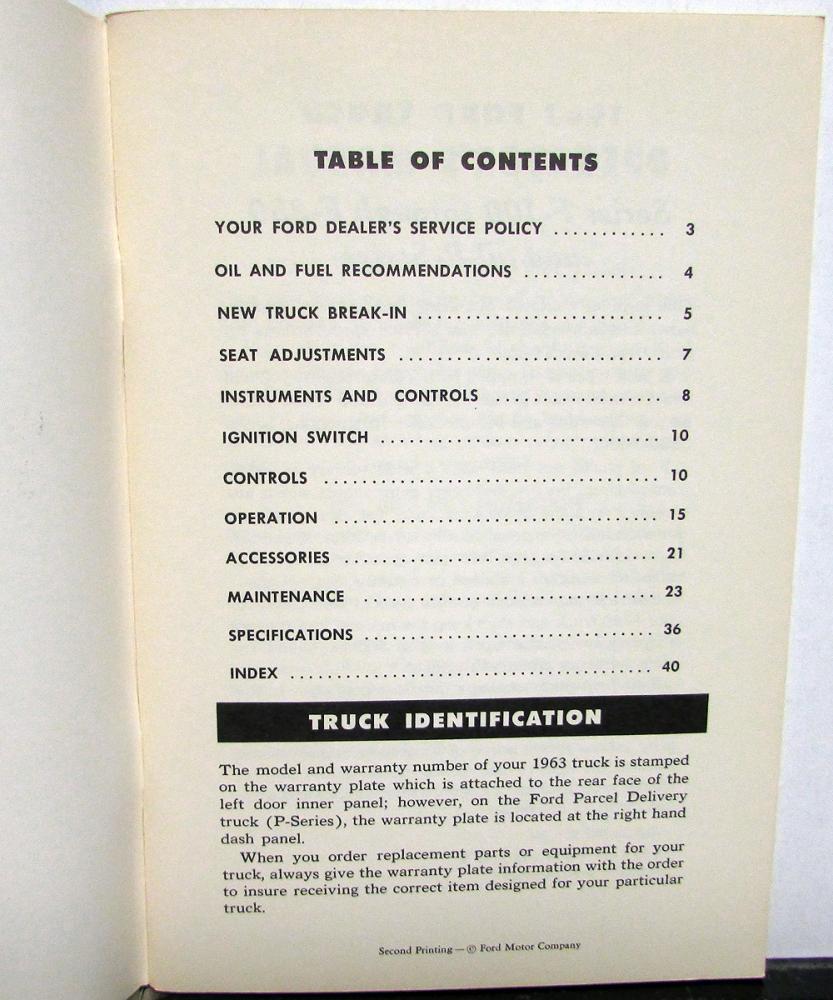 TABLE OF CONTENTS
YOUR FORD DEALER'S SERVICE POLICY ............ 3
OIL AND FUEL RECOMMENDATIONS ............... 4
NEW TRUCK BREAK-IN ........................... 5
SEAT ADJUSTMENTS ............................. 7
INSTRUMENTS AND CONTROLS .................. 8
IGNITION SWITCH .............................. 10
CONTROLS .................................... 10
OPERATION ................................... 15
ACCESSORIES .................................. 21
MAINTENANCE ................................ 23
SPECIFICATIONS ................................ 36
INDEX ....................................... 40
TRUCK IDENTIFICATION
The model and warranty number of your 1963 truck is stamped
on the warranty plate which is attached to the rear face of the
left door inner panel; however, on the Ford Parcel Delivery
truck (P-Series), the warranty plate is located at the right hand
dash panel.
When you order replacement parts or equipment for your
truck, always give the warranty plate information with the order
to insure receiving the correct item designed for your particular
truck.
Second Printing — © Ford Motor Company